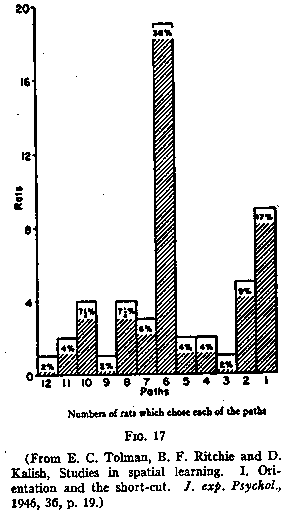 20
16
12
8
4
0
Rats
36%
17%
9%
7½%
7½%
6%
4%
4%
4%
2%
2%
2%
12 11 10 9 8 7 6 5 4 3 2 1
Paths
Numbers of rats which chose each of the paths
FIG. 17
(From E. C. Tolman, B. F. Ritchie and D.
Kalish, Studies in spatial learning. I. Ori-
entation and the short-cut. J. exp. Psychol.,
1946, 36, p. 19.)